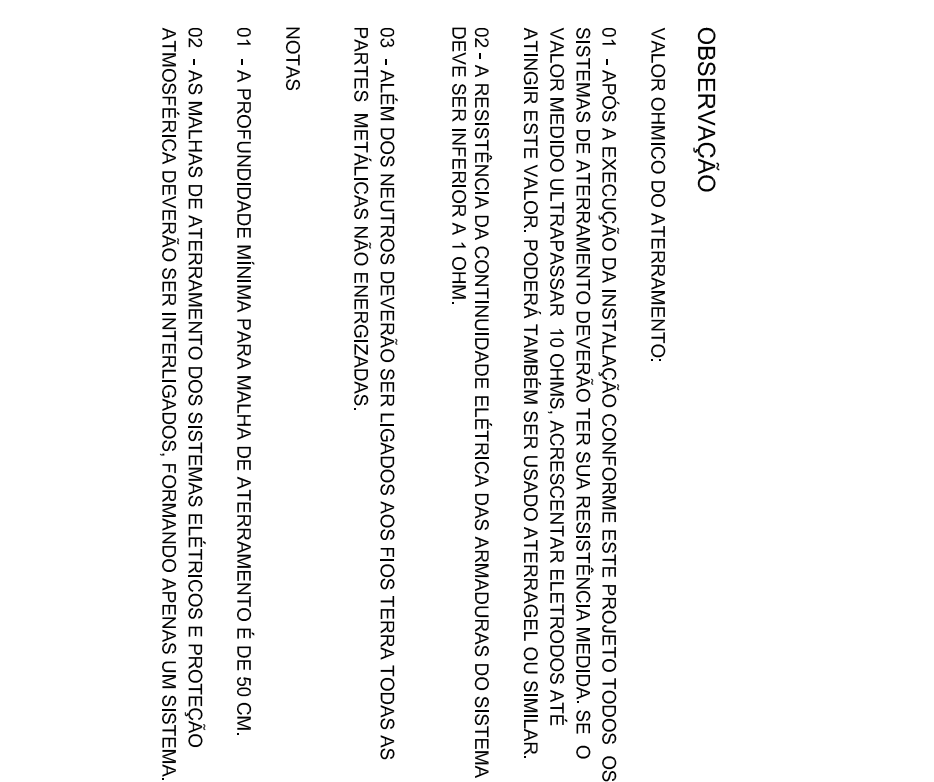 OBSERVAÇÃO
VALOR OHMICO DO ATERRAMENTO:
01 - APÓS A EXECUÇÃO DA INSTALAÇÃO CONFORME ESTE PROJETO TODOS OS
SISTEMAS DE ATERRAMENTO DEVERÃO TER SUA RESISTÊNCIA MEDIDA. SE O
VALOR MEDIDO ULTRAPASSAR 10 OHMS, ACRESCENTAR ELETRODOS ATÉ
ATINGIR ESTE VALOR. PODERÁ TAMBÉM SER USADO ATERRAGEL OU SIMILAR.
02 - A RESISTÊNCIA DA CONTINUIDADE ELÉTRICA DAS ARMADURAS DO SISTEMA
DEVE SER INFERIOR A 1 OHM.
03 - ALÉM DOS NEUTROS DEVERÃO SER LIGADOS AOS FIOS TERRA TODAS AS
PARTES METÁLICAS NÃO ENERGIZADAS.
NOTAS
01 - A PROFUNDIDADE MÍNIMA PARA MALHA DE ATERRAMENTO É DE 50 CM.
02 - AS MALHAS DE ATERRAMENTO DOS SISTEMAS ELÉTRICOS E PROTEÇÃO
ATMOSFÉRICA DEVERÃO SER INTERLIGADOS, FORMANDO APENAS UM SISTEMA.